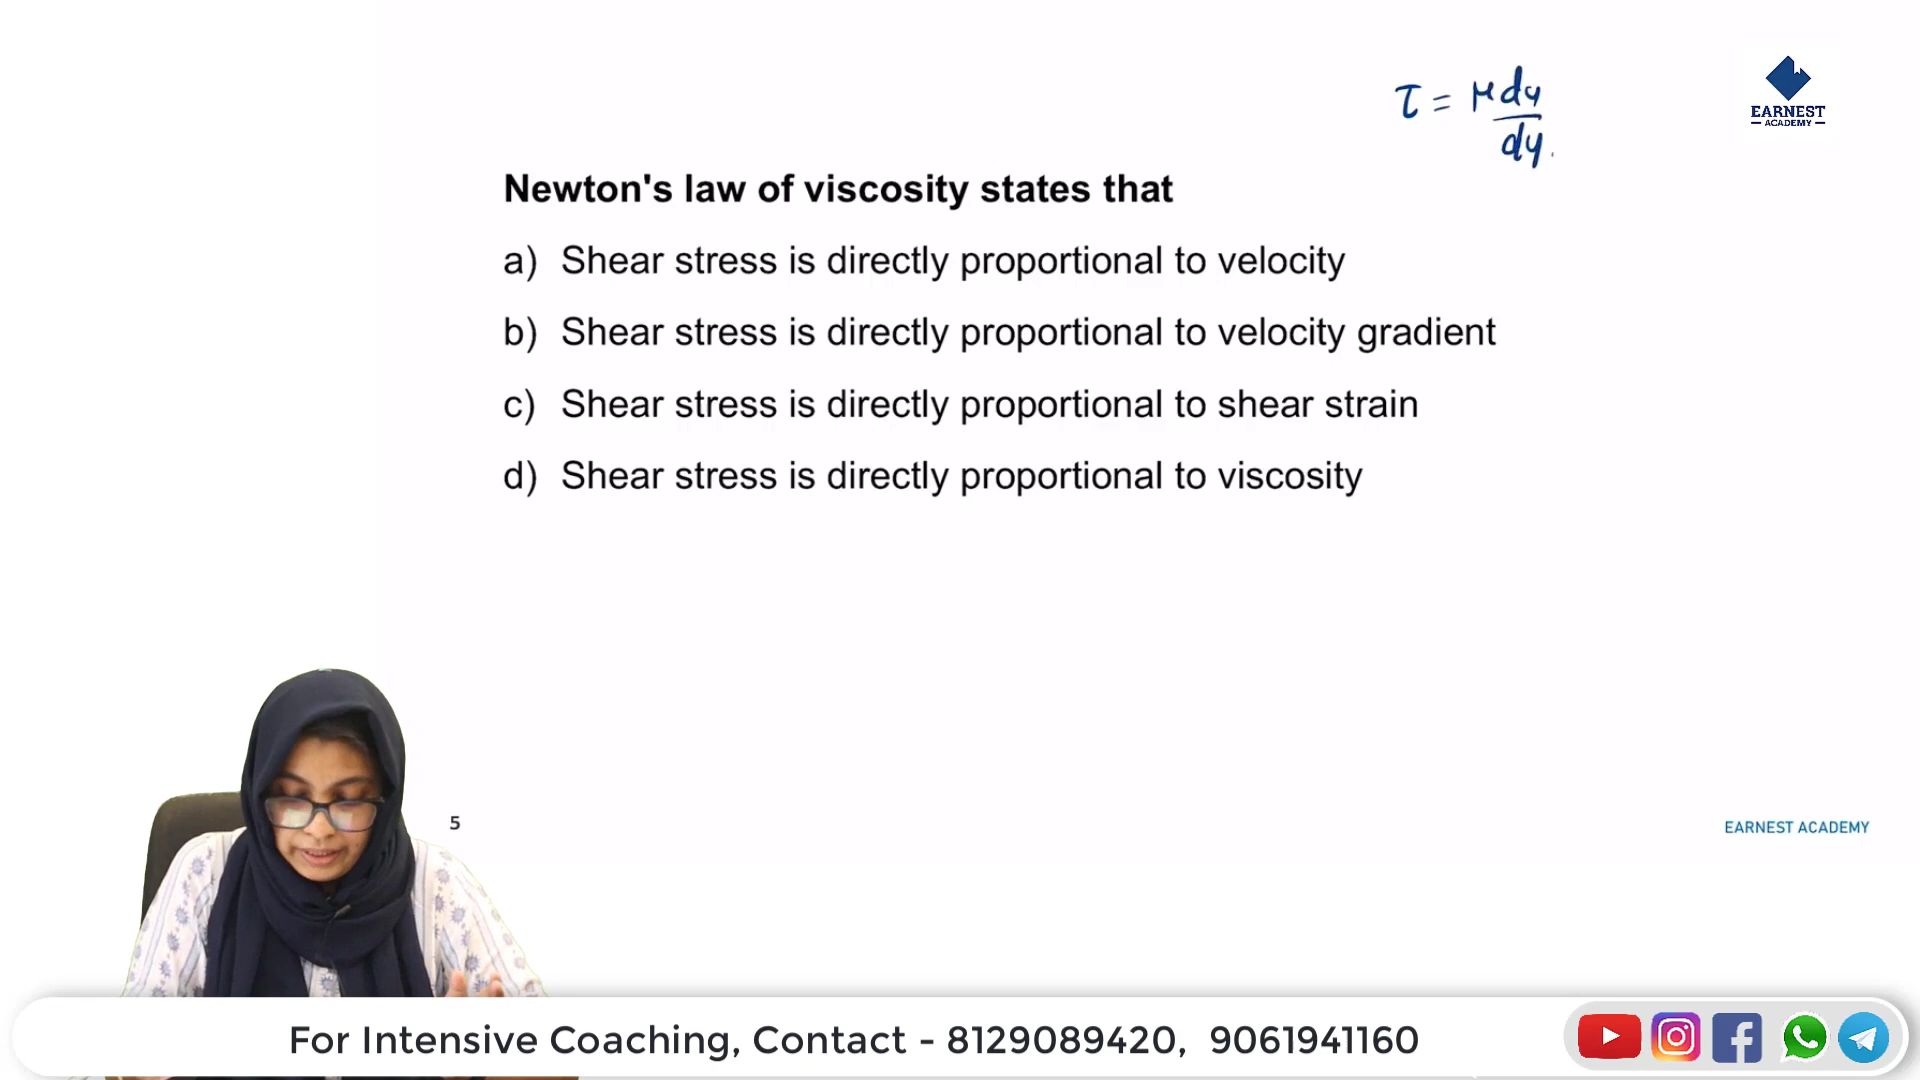 τ = μ du
dy.
EARNEST
ACADEMY
Newton's law of viscosity states that
a) Shear stress is directly proportional to velocity
b) Shear stress is directly proportional to velocity gradient
c) Shear stress is directly proportional to shear strain
d) Shear stress is directly proportional to viscosity
5
EARNEST ACADEMY
For Intensive Coaching, Contact - 8129089420, 9061941160